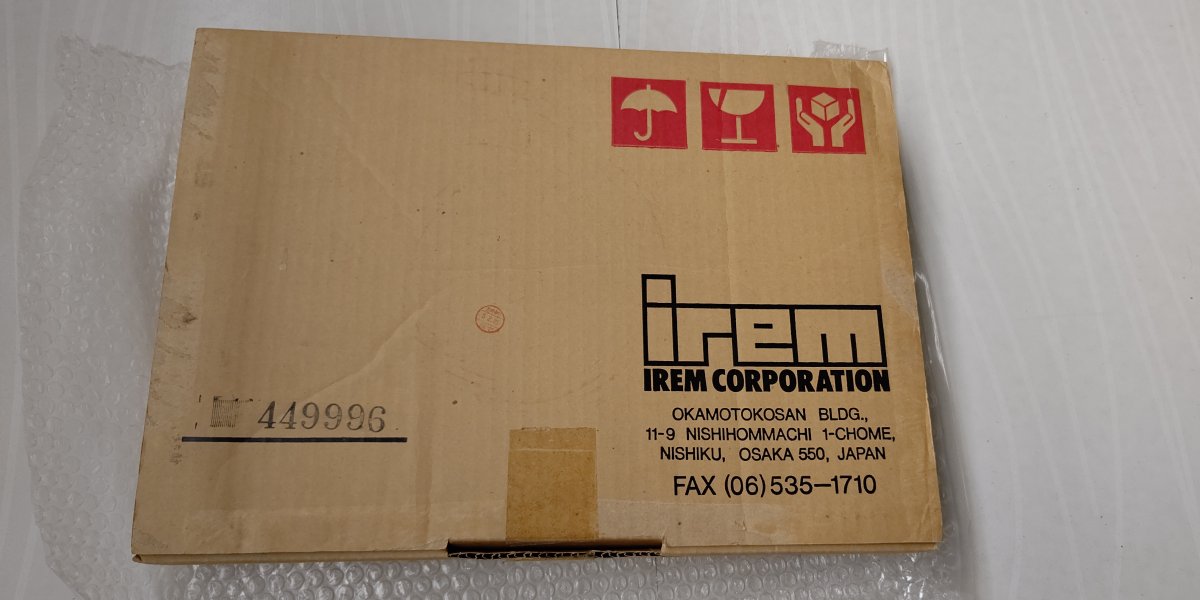 irem
IREM CORPORATION
OKAMOTOKOSAN BLDG.,
11-9 NISHIHOMMACHI 1-CHOME,
NISHIKU, OSAKA 550, JAPAN
FAX (06) 535-1710
449996